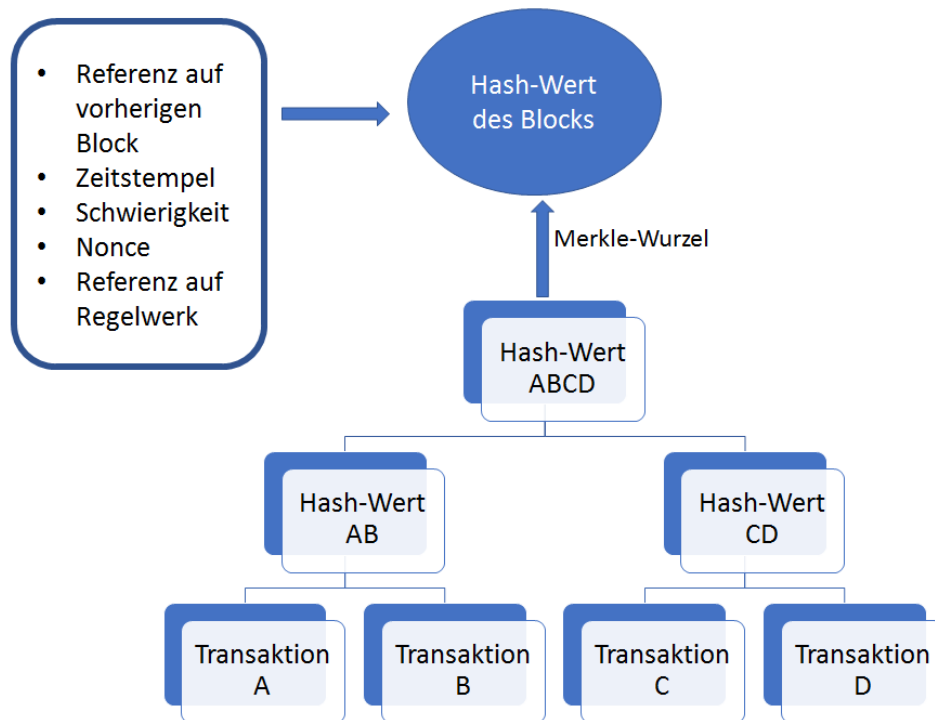 • Referenz auf
vorherigen
Block
• Zeitstempel
• Schwierigkeit
• Nonce
• Referenz auf
Regelwerk
Hash-Wert
des Blocks
Merkle-Wurzel
Hash-Wert
ABCD
Hash-Wert
AB
Hash-Wert
CD
Transaktion
A
Transaktion
B
Transaktion
C
Transaktion
D